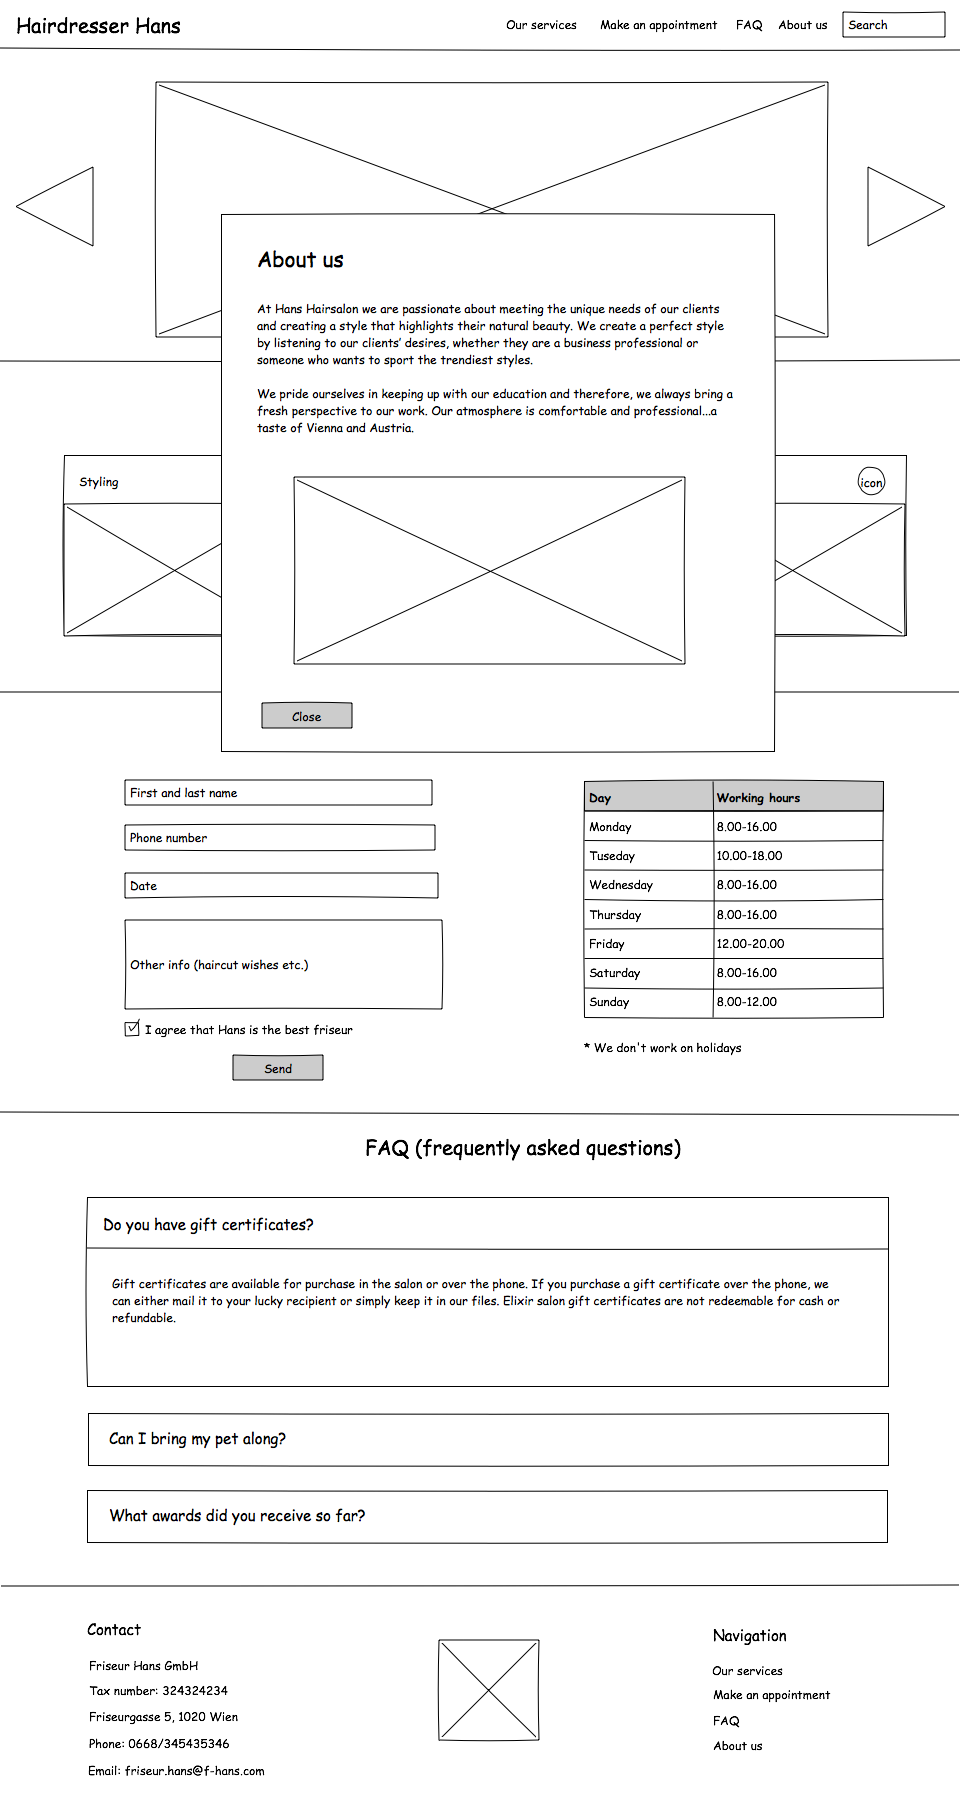 Hairdresser Hans
Our services
Make an appointment
FAQ
About us
Search
About us
At Hans Hairsalon we are passionate about meeting the unique needs of our clients
and creating a style that highlights their natural beauty. We create a perfect style
by listening to our clients' desires, whether they are a business professional or
someone who wants to sport the trendiest styles.
We pride ourselves in keeping up with our education and therefore, we always bring a
fresh perspective to our work. Our atmosphere is comfortable and professional...a
taste of Vienna and Austria.
Styling
icon
Close
First and last name
Phone number
Date
Other info (haircut wishes etc.)
I agree that Hans is the best friseur
Send
Day Working hours
Monday 8.00-16.00
Tuseday 10.00-18.00
Wednesday 8.00-16.00
Thursday 8.00-16.00
Friday 12.00-20.00
Saturday 8.00-16.00
Sunday 8.00-12.00
* We don't work on holidays
FAQ (frequently asked questions)
Do you have gift certificates?
Gift certificates are available for purchase in the salon or over the phone. If you purchase a gift certificate over the phone, we
can either mail it to your lucky recipient or simply keep it in our files. Elixir salon gift certificates are not redeemable for cash or
refundable.
Can I bring my pet along?
What awards did you receive so far?
Contact
Friseur Hans GmbH
Tax number: 324324234
Friseurgasse 5, 1020 Wien
Phone: 0668/345435346
Email: friseur.hans@f-hans.com
Navigation
Our services
Make an appointment
FAQ
About us